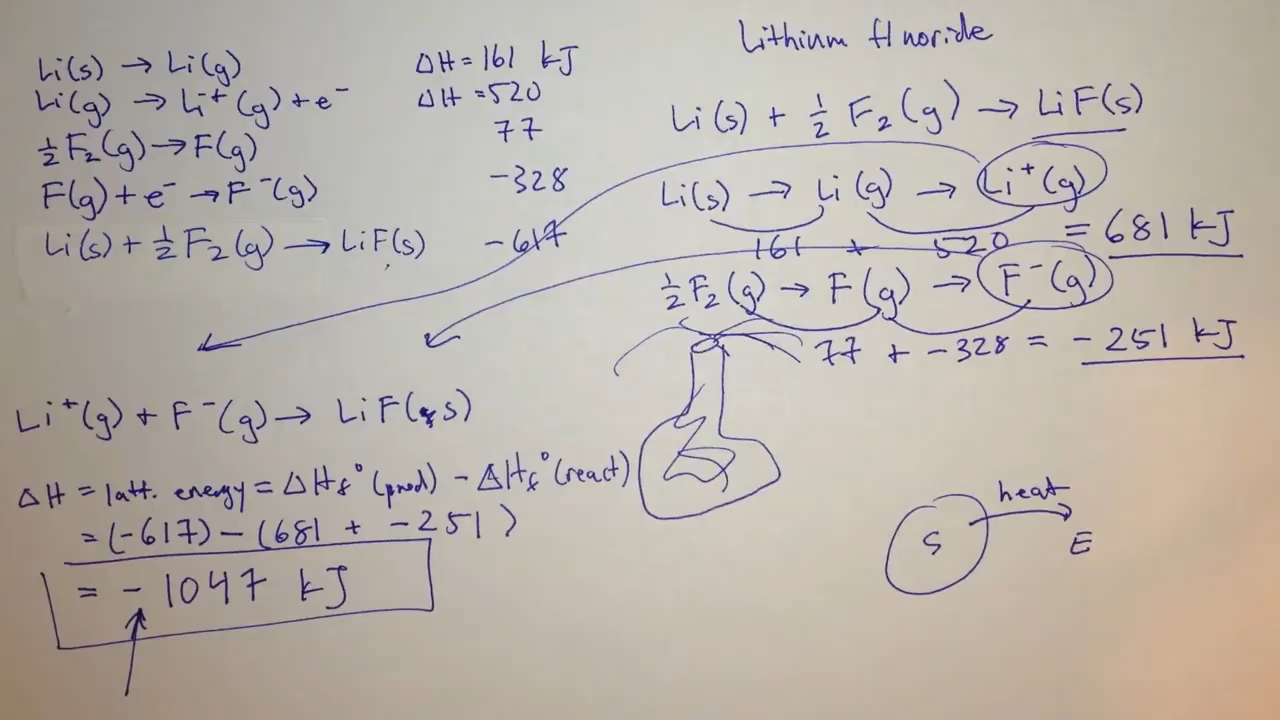 Lithium fluoride
Li(s) → Li(g) ΔH = 161 kJ
Li(g) → Li⁺(g) + e⁻ ΔH = 520
½F₂(g) → F(g) 77
F(g) + e⁻ → F⁻(g) -328
Li(s) + ½F₂(g) → LiF(s) -617
Li(s) + ½ F₂(g) → LiF(s)
Li(s) → Li(g) → Li⁺(g)
161 + 520 = 681 kJ
½F₂(g) → F(g) → F⁻(g)
77 + -328 = -251 kJ
Li⁺(g) + F⁻(g) → LiF(s)
ΔH = latt. energy = ΔHf°(prod) - ΔHf°(react)
= (-617) - (681 + -251)
= -1047 kJ
heat
S E